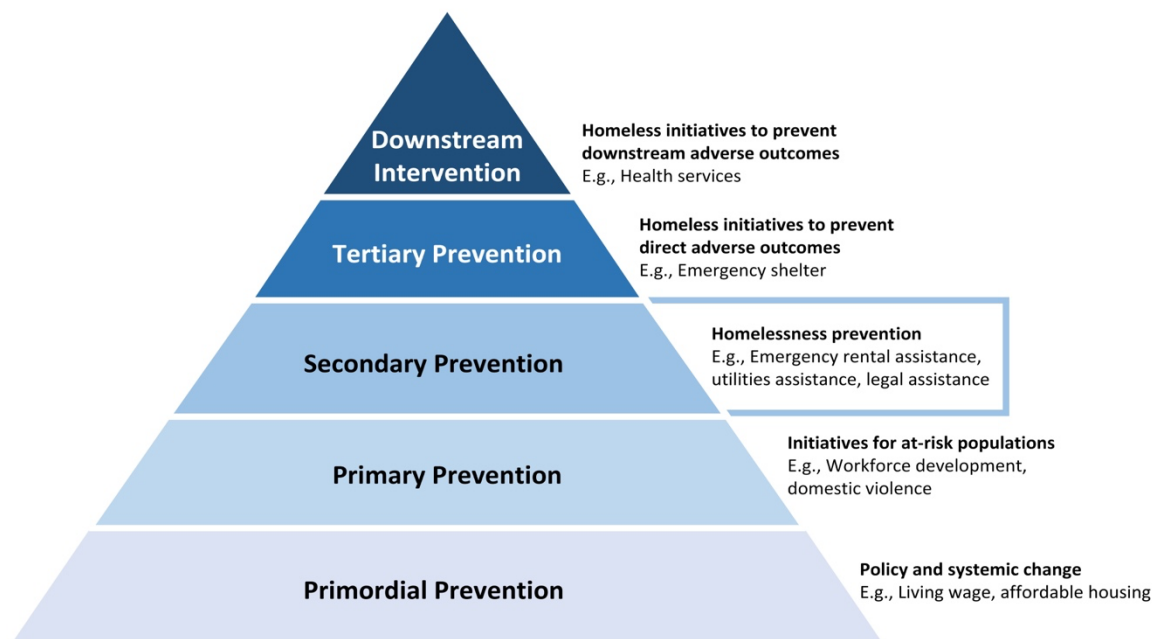 Downstream
Intervention
Homeless initiatives to prevent
downstream adverse outcomes
E.g., Health services
Tertiary Prevention
Homeless initiatives to prevent
direct adverse outcomes
E.g., Emergency shelter
Secondary Prevention
Homelessness prevention
E.g., Emergency rental assistance,
utilities assistance, legal assistance
Primary Prevention
Initiatives for at-risk populations
E.g., Workforce development,
domestic violence
Primordial Prevention
Policy and systemic change
E.g., Living wage, affordable housing